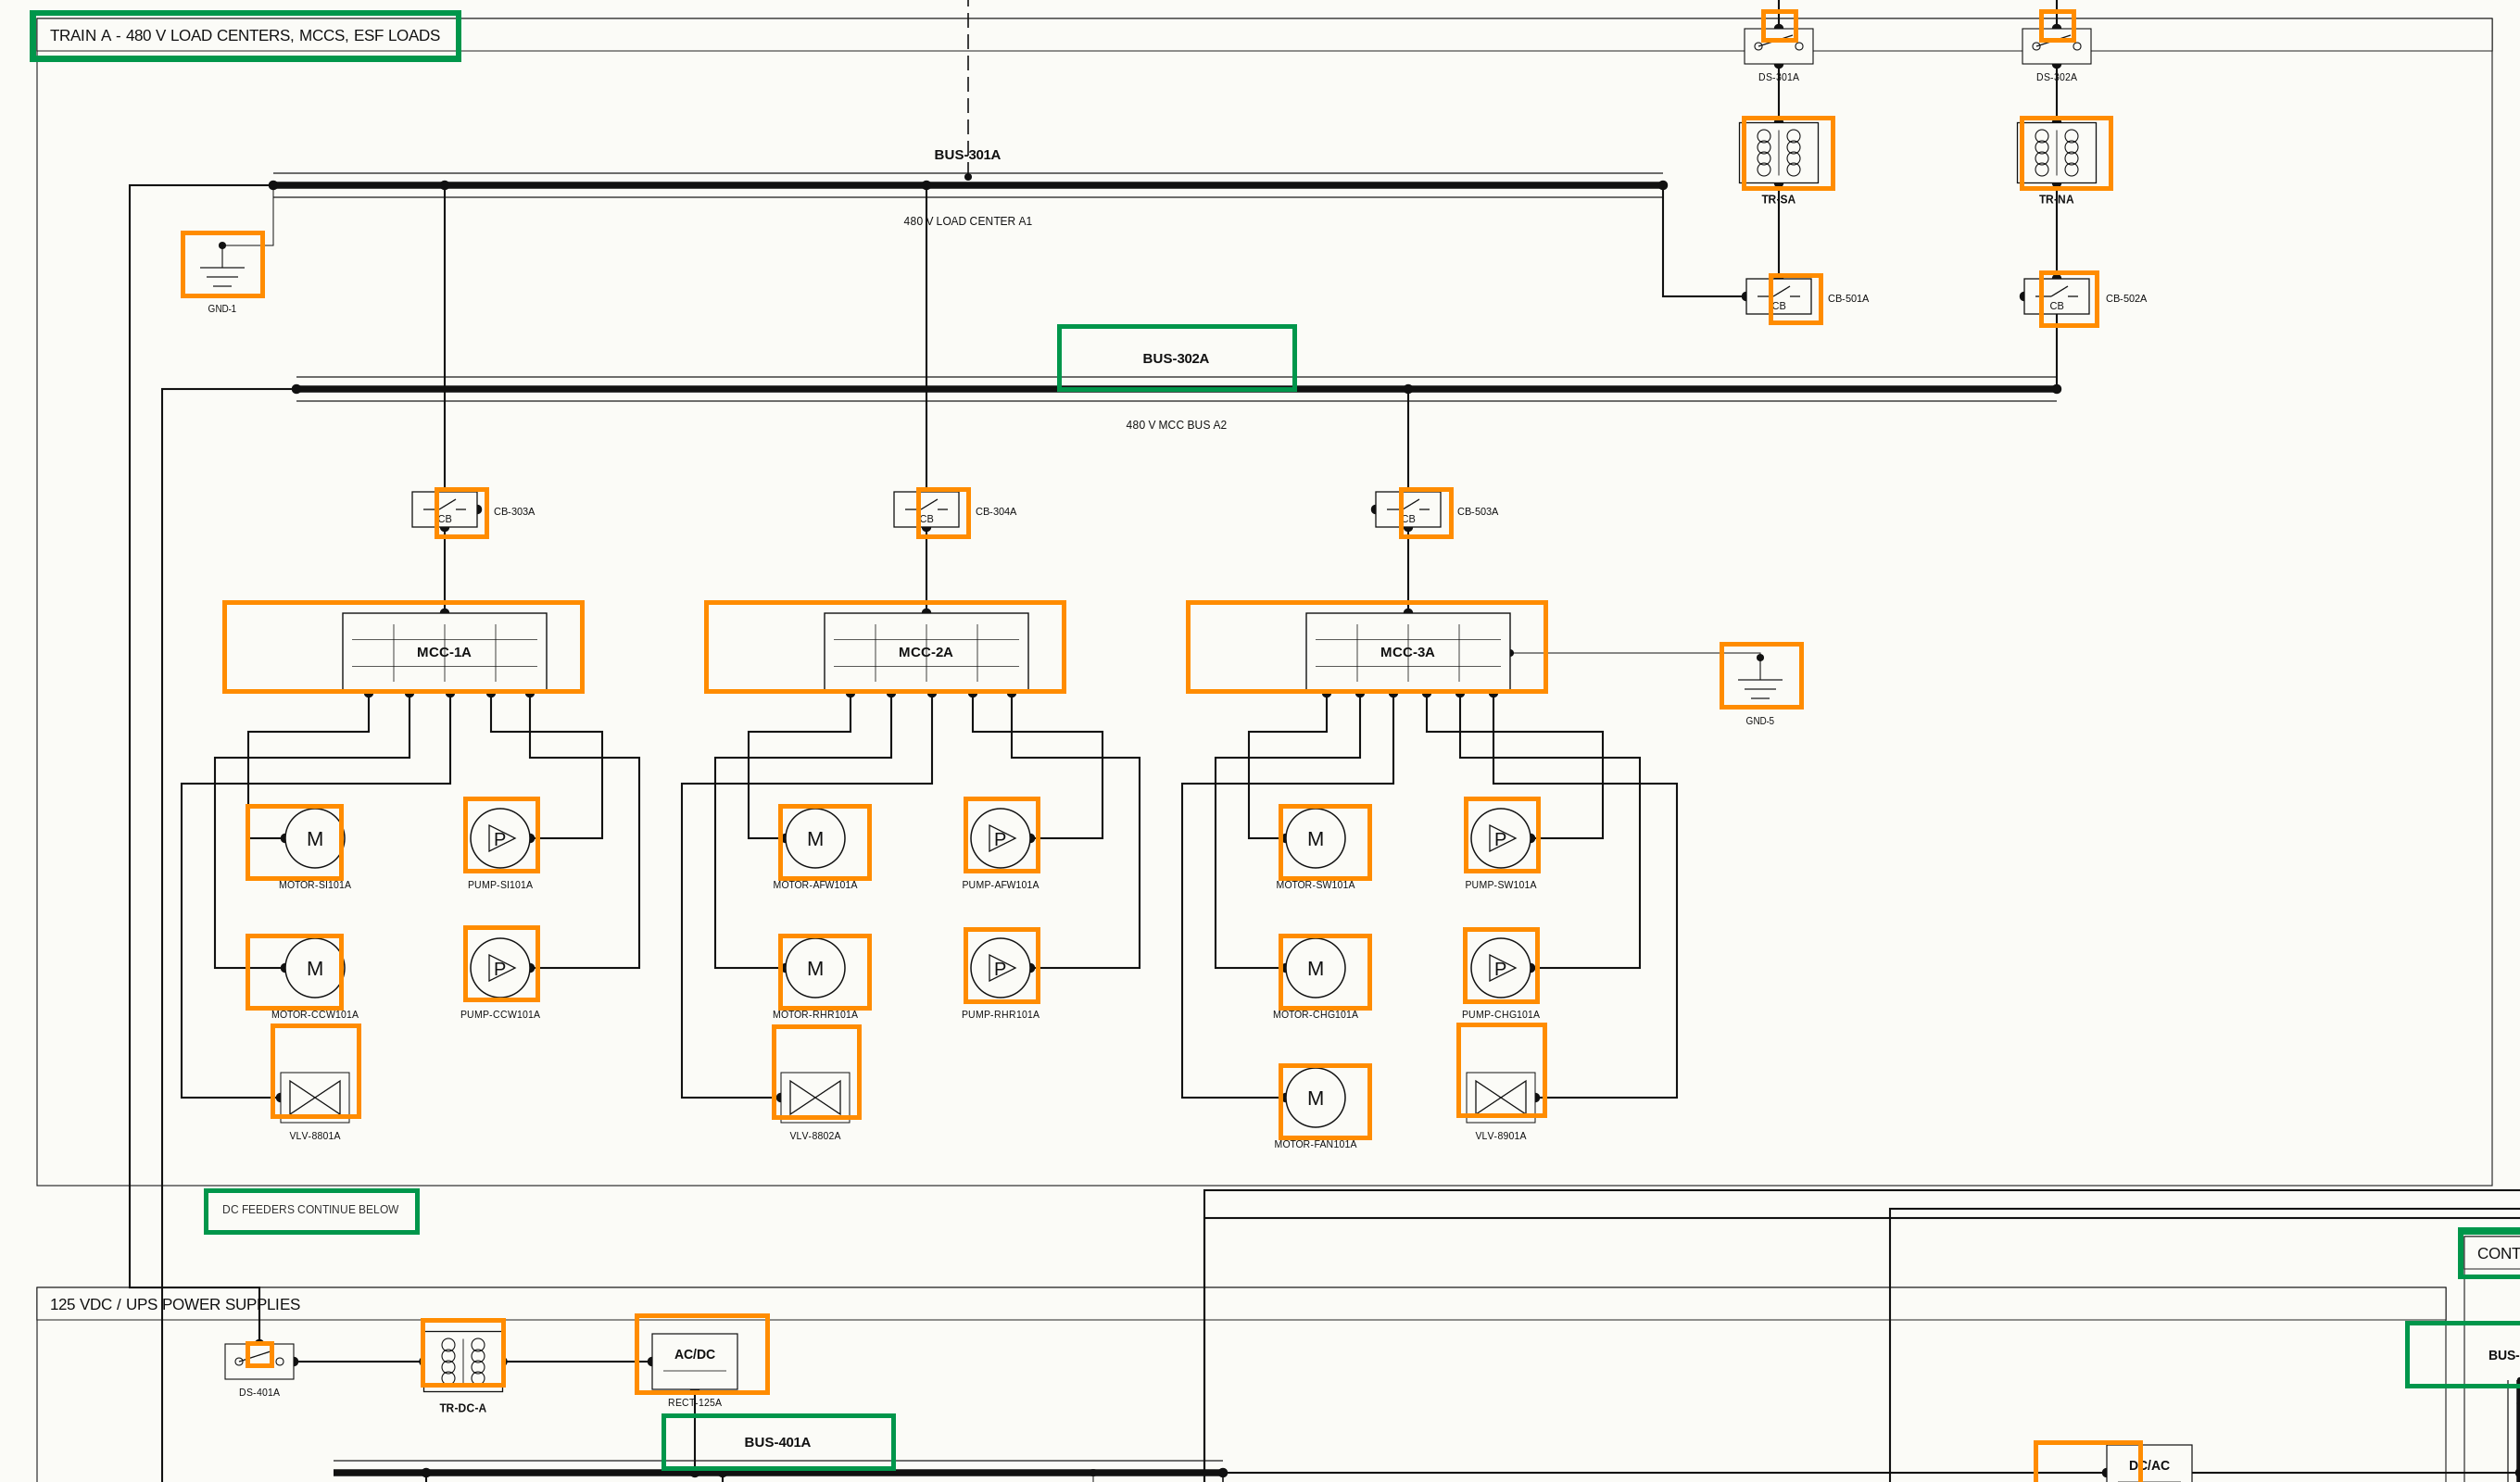 TRAIN A - 480 V LOAD CENTERS, MCCS, ESF LOADS
DS-301A
DS-302A
BUS-301A
TR-SA
TR-NA
480 V LOAD CENTER A1
GND-1
CB
CB-501A
CB
CB-502A
BUS-302A
480 V MCC BUS A2
CB
CB-303A
CB
CB-304A
CB
CB-503A
MCC-1A
MCC-2A
MCC-3A
GND-5
M
P
M
P
M
P
MOTOR-SI101A
PUMP-SI101A
MOTOR-AFW101A
PUMP-AFW101A
MOTOR-SW101A
PUMP-SW101A
M
P
M
P
M
P
MOTOR-CCW101A
PUMP-CCW101A
MOTOR-RHR101A
PUMP-RHR101A
MOTOR-CHG101A
PUMP-CHG101A
M
VLV-8801A
VLV-8802A
MOTOR-FAN101A
VLV-8901A
DC FEEDERS CONTINUE BELOW
CONT
125 VDC / UPS POWER SUPPLIES
AC/DC
BUS-
DS-401A
RECT-125A
TR-DC-A
BUS-401A
DC/AC